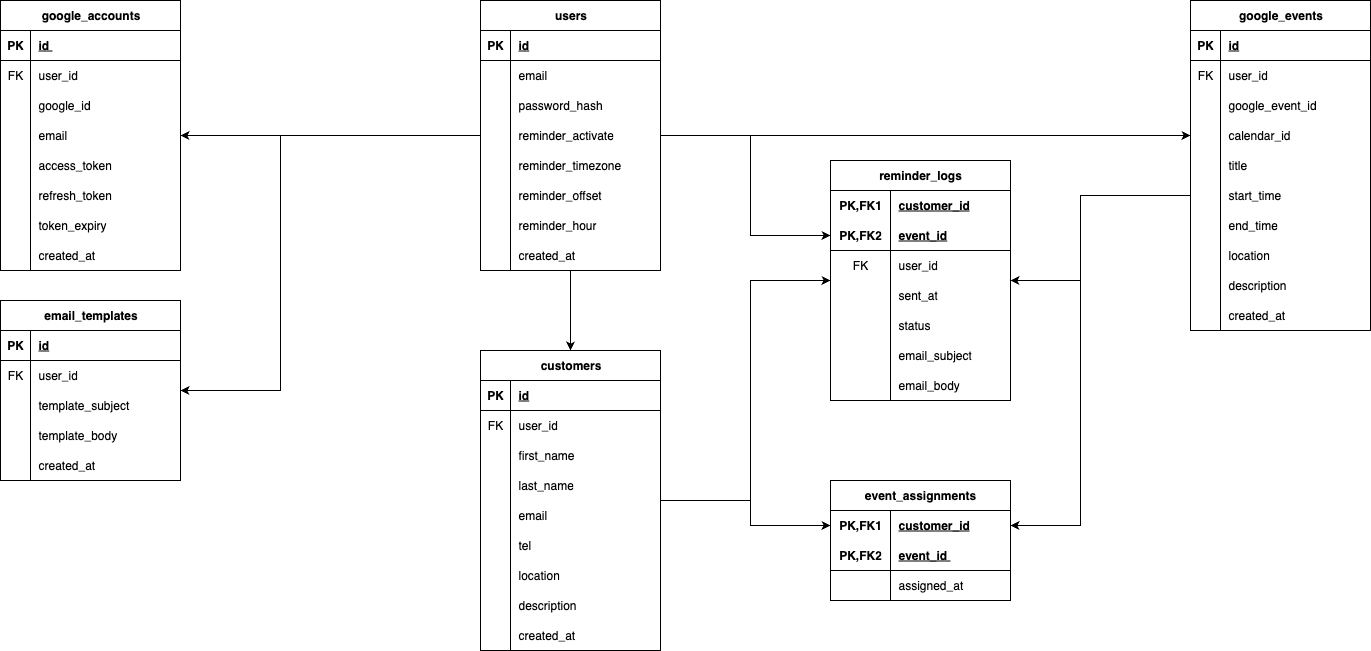 google_accounts
PK id
FK user_id
google_id
email
access_token
refresh_token
token_expiry
created_at
users
PK id
email
password_hash
reminder_activate
reminder_timezone
reminder_offset
reminder_hour
created_at
google_events
PK id
FK user_id
google_event_id
calendar_id
title
start_time
end_time
location
description
created_at
reminder_logs
PK,FK1 customer_id
PK,FK2 event_id
FK user_id
sent_at
status
email_subject
email_body
email_templates
PK id
FK user_id
template_subject
template_body
created_at
customers
PK id
FK user_id
first_name
last_name
email
tel
location
description
created_at
event_assignments
PK,FK1 customer_id
PK,FK2 event_id
assigned_at